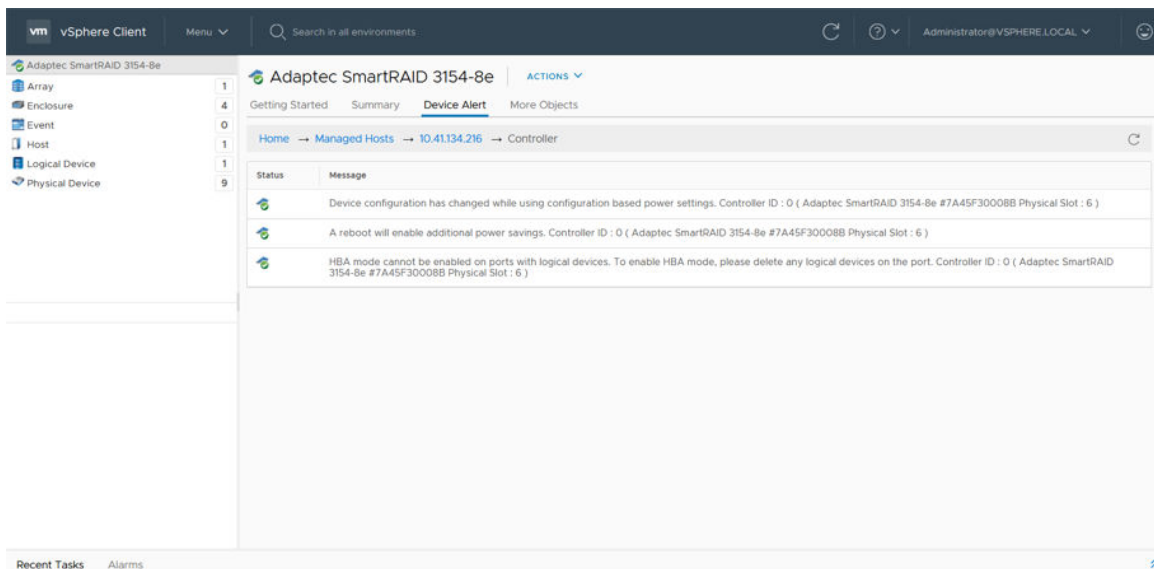 vm vSphere Client Menu Search in all environments Administrator@VSPHERE.LOCAL
Adaptec SmartRAID 3154-8e
Array 1
Enclosure 4
Event 0
Host 1
Logical Device 1
Physical Device 9
Adaptec SmartRAID 3154-8e ACTIONS
Getting Started Summary Device Alert More Objects
Home → Managed Hosts → 10.41.134.216 → Controller
Status Message
Device configuration has changed while using configuration based power settings. Controller ID : 0 ( Adaptec SmartRAID 3154-8e #7A45F30008B Physical Slot : 6 )
A reboot will enable additional power savings. Controller ID : 0 ( Adaptec SmartRAID 3154-8e #7A45F30008B Physical Slot : 6 )
HBA mode cannot be enabled on ports with logical devices. To enable HBA mode, please delete any logical devices on the port. Controller ID : 0 ( Adaptec SmartRAID
3154-8e #7A45F30008B Physical Slot : 6 )
Recent Tasks Alarms